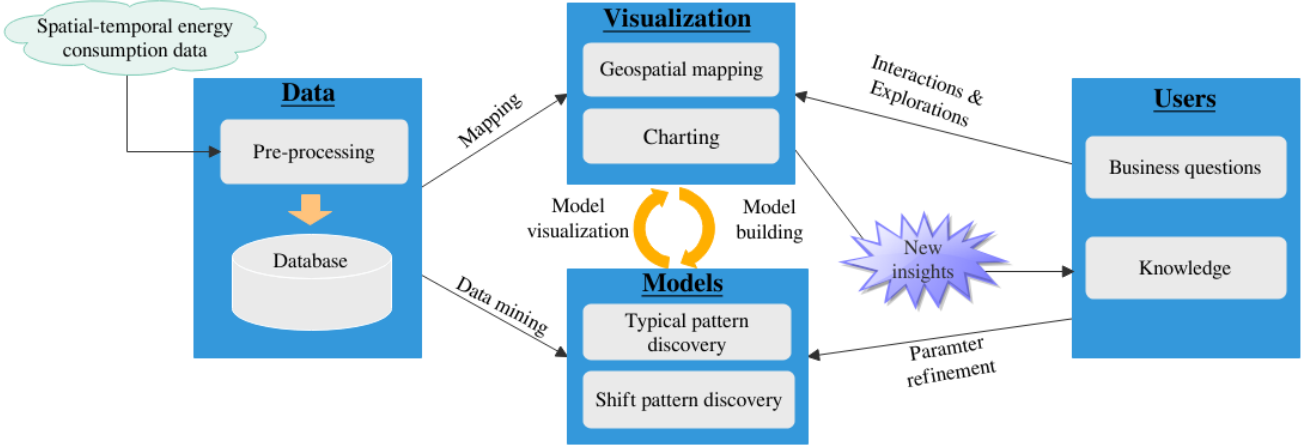 Spatial-temporal energy
consumption data
Data
Pre-processing
Database
Mapping
Data mining
Visualization
Geospatial mapping
Charting
Model
visualization
Model
building
Models
Typical pattern
discovery
Shift pattern discovery
Interactions &
Explorations
New
insights
Paramter
refinement
Users
Business questions
Knowledge